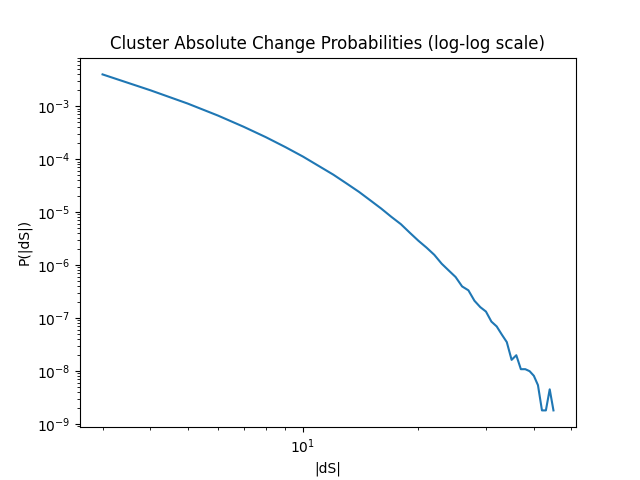 Cluster Absolute Change Probabilities (log-log scale)
P(|dS|)
10⁻³
10⁻⁴
10⁻⁵
10⁻⁶
10⁻⁷
10⁻⁸
10⁻⁹
10¹
|dS|